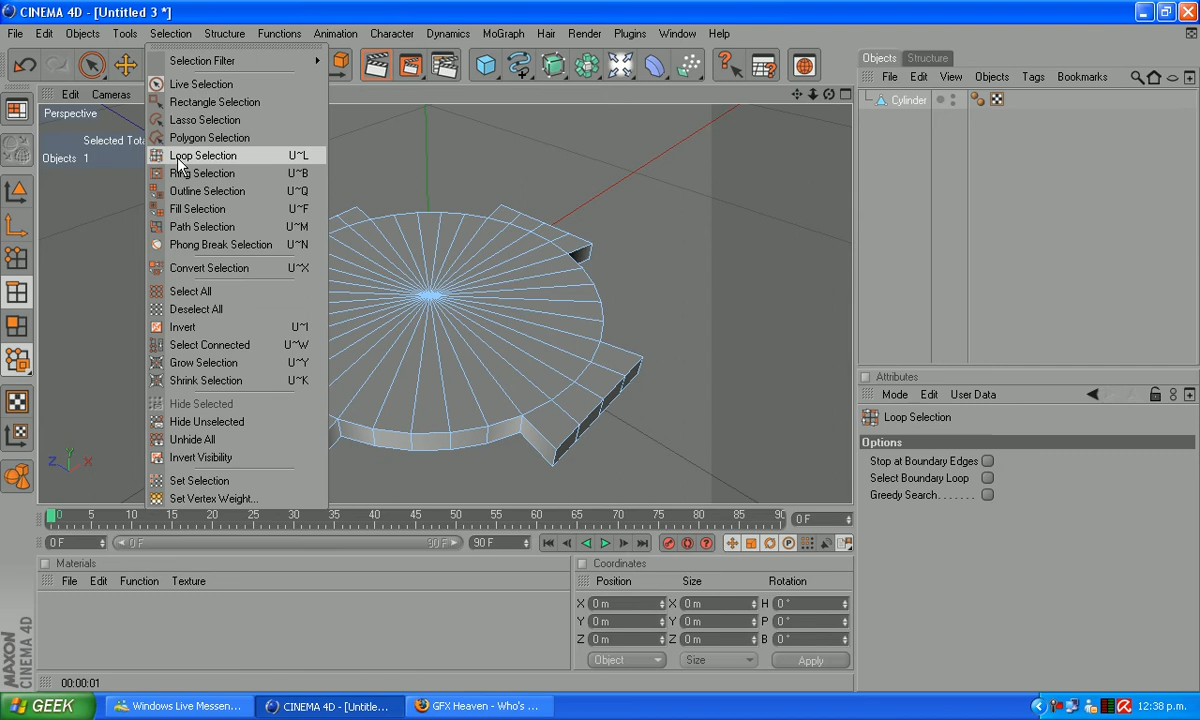 CINEMA 4D - [Untitled 3 *]
File Edit Objects Tools Selection Structure Functions Animation Character Dynamics MoGraph Hair Render Plugins Window Help
Edit Cameras
Perspective
Selected Tota
Objects 1
Selection Filter
Live Selection
Rectangle Selection
Lasso Selection
Polygon Selection
Loop Selection U~L
Ring Selection U~B
Outline Selection U~Q
Fill Selection U~F
Path Selection U~M
Phong Break Selection U~N
Convert Selection U~X
Select All
Deselect All
Invert U~I
Select Connected U~W
Grow Selection U~Y
Shrink Selection U~K
Hide Selected
Hide Unselected
Unhide All
Invert Visibility
Set Selection
Set Vertex Weight...
Z Y X
Objects Structure
File Edit View Objects Tags Bookmarks
Cylinder
Attributes
Mode Edit User Data
Loop Selection
Options
Stop at Boundary Edges
Select Boundary Loop
Greedy Search. . . . . . .
0 5 10 15 20 25 30 35 40 45 50 55 60 65 70 75 80 85 90 0 F
0 F 0 F 90 F 90 F
Materials
File Edit Function Texture
Coordinates
Position Size Rotation
X 0 m X 0 m H 0 °
Y 0 m Y 0 m P 0 °
Z 0 m Z 0 m B 0 °
Object Size Apply
MAXON
CINEMA 4D
00:00:01
GEEK Windows Live Messen... CINEMA 4D - [Untitle... GFX Heaven - Who's ... 12:38 p.m.